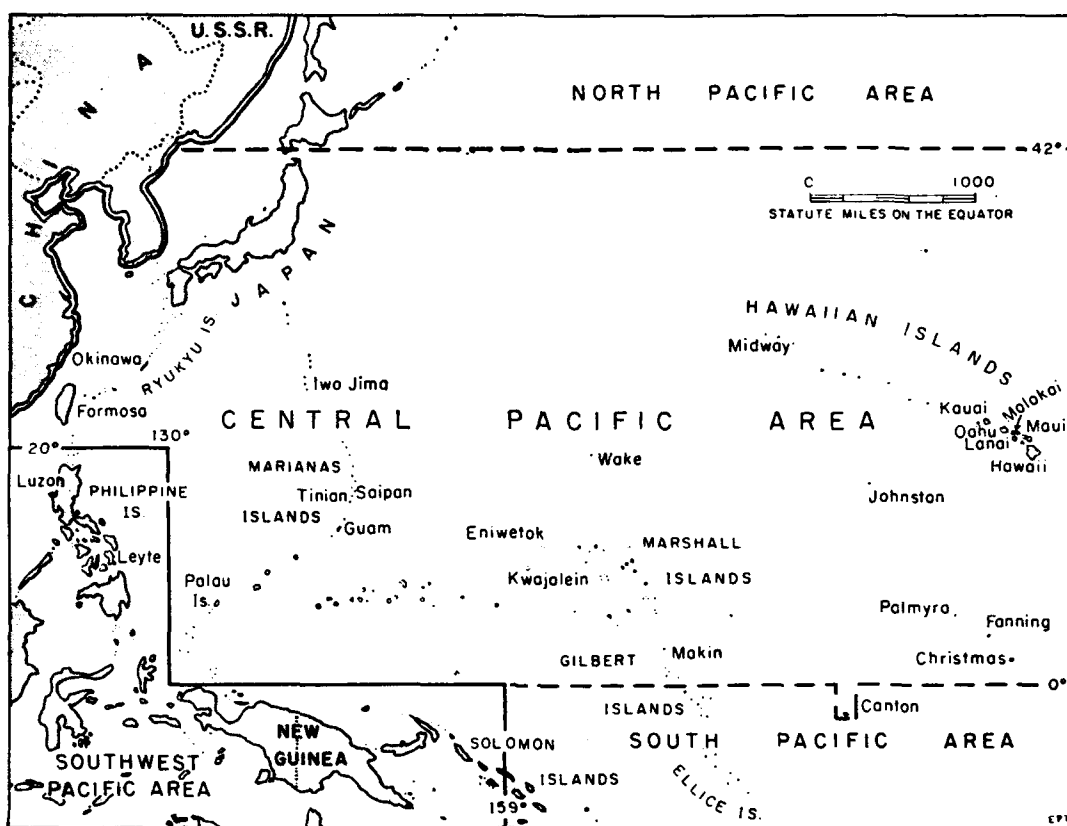 U.S.S.R.
CHINA
NORTH PACIFIC AREA
42°
C 1000
STATUTE MILES ON THE EQUATOR
JAPAN
RYUKYU IS.
HAWAIIAN ISLANDS
Midway
Okinawa
Iwo Jima
Formosa
CENTRAL PACIFIC AREA
Kauai
Molokai
Oahu
Maui
Lanai
Hawaii
130°
20°
Wake
MARIANAS
ISLANDS
Tinian
Saipan
Guam
Luzon
PHILIPPINE
IS.
Leyte
Johnston
Eniwetok
MARSHALL
ISLANDS
Kwajalein
Palau
Is.
Palmyra
Fanning
Christmas
GILBERT
ISLANDS
Makin
0°
Canton
NEW
GUINEA
SOLOMON
ISLANDS
SOUTH PACIFIC AREA
SOUTHWEST
PACIFIC AREA
ELLICE IS.
159°